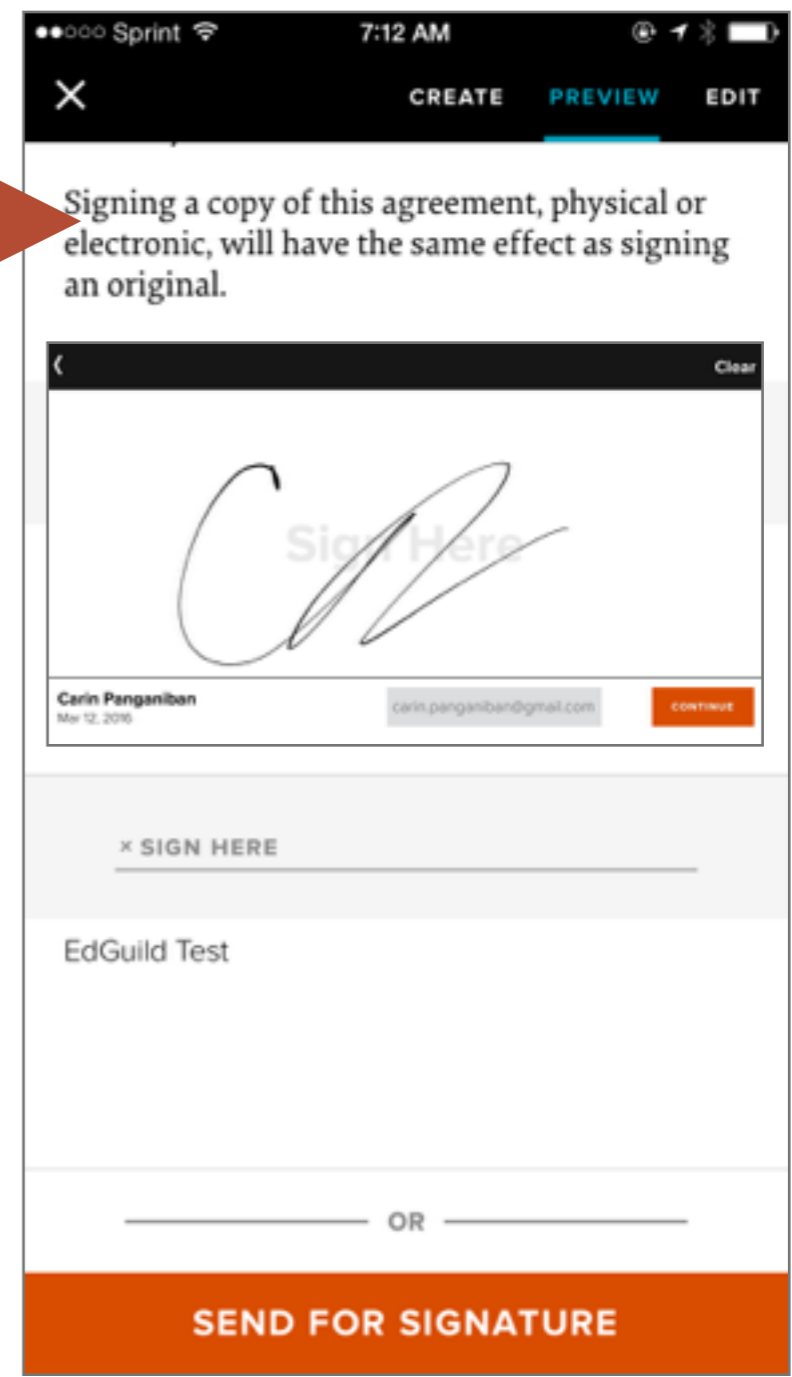 Sprint 7:12 AM
CREATE PREVIEW EDIT
Signing a copy of this agreement, physical or
electronic, will have the same effect as signing
an original.
Clear
Sign Here
Carin Panganiban
Mar 12, 2016
carin.panganiban@gmail.com
CONTINUE
× SIGN HERE
EdGuild Test
OR
SEND FOR SIGNATURE